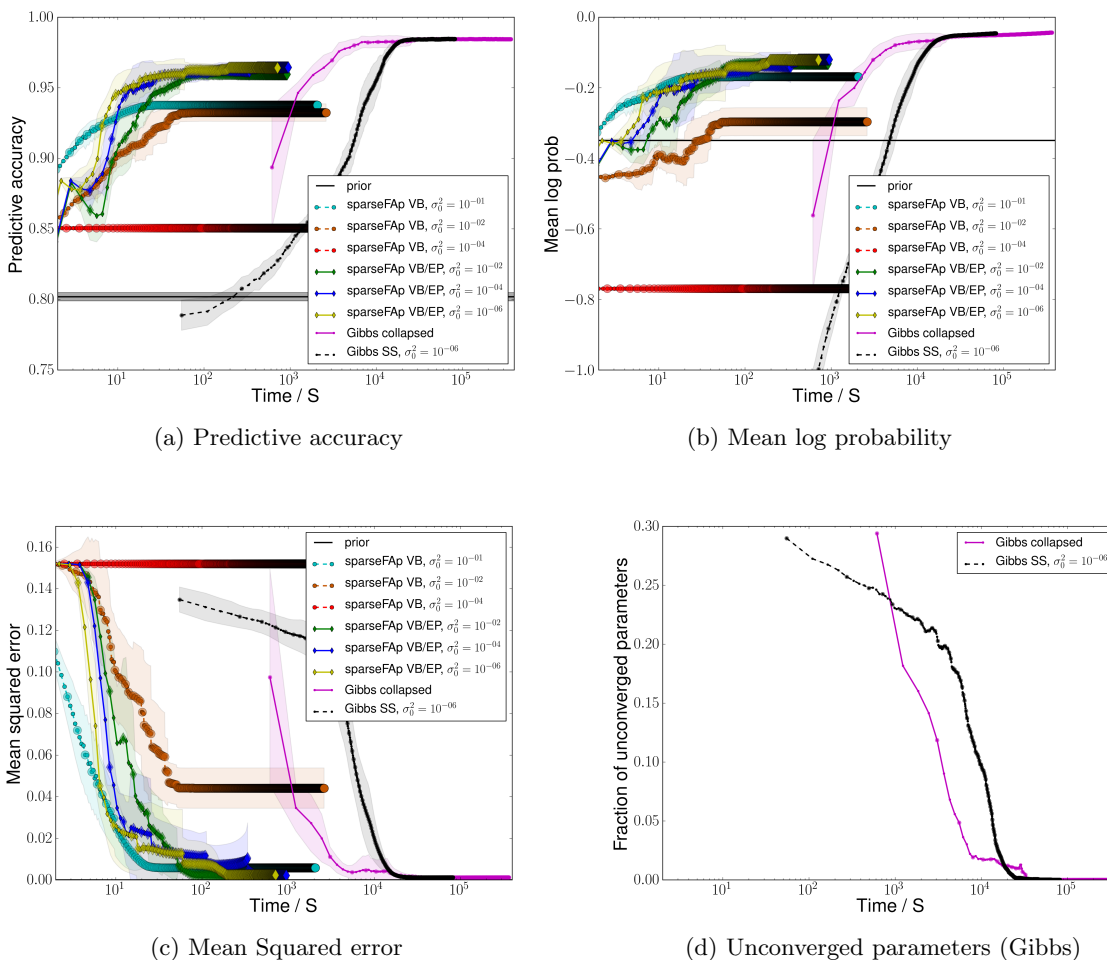 1.00
0.95
0.90
0.85
0.80
0.75
Predictive accuracy
prior
sparseFAp VB, σ₀² = 10⁻⁰¹
sparseFAp VB, σ₀² = 10⁻⁰²
sparseFAp VB, σ₀² = 10⁻⁰⁴
sparseFAp VB/EP, σ₀² = 10⁻⁰²
sparseFAp VB/EP, σ₀² = 10⁻⁰⁴
sparseFAp VB/EP, σ₀² = 10⁻⁰⁶
Gibbs collapsed
Gibbs SS, σ₀² = 10⁻⁰⁶
10¹ 10² 10³ 10⁴ 10⁵
Time / S
(a) Predictive accuracy
0.0
−0.2
−0.4
−0.6
−0.8
−1.0
Mean log prob
prior
sparseFAp VB, σ₀² = 10⁻⁰¹
sparseFAp VB, σ₀² = 10⁻⁰²
sparseFAp VB, σ₀² = 10⁻⁰⁴
sparseFAp VB/EP, σ₀² = 10⁻⁰²
sparseFAp VB/EP, σ₀² = 10⁻⁰⁴
sparseFAp VB/EP, σ₀² = 10⁻⁰⁶
Gibbs collapsed
Gibbs SS, σ₀² = 10⁻⁰⁶
10¹ 10² 10³ 10⁴ 10⁵
Time / S
(b) Mean log probability
0.16
0.14
0.12
0.10
0.08
0.06
0.04
0.02
0.00
Mean squared error
prior
sparseFAp VB, σ₀² = 10⁻⁰¹
sparseFAp VB, σ₀² = 10⁻⁰²
sparseFAp VB, σ₀² = 10⁻⁰⁴
sparseFAp VB/EP, σ₀² = 10⁻⁰²
sparseFAp VB/EP, σ₀² = 10⁻⁰⁴
sparseFAp VB/EP, σ₀² = 10⁻⁰⁶
Gibbs collapsed
Gibbs SS, σ₀² = 10⁻⁰⁶
10¹ 10² 10³ 10⁴ 10⁵
Time / S
(c) Mean Squared error
0.30
0.25
0.20
0.15
0.10
0.05
0.00
Fraction of unconverged parameters
Gibbs collapsed
Gibbs SS, σ₀² = 10⁻⁰⁶
10¹ 10² 10³ 10⁴ 10⁵
Time / S
(d) Unconverged parameters (Gibbs)